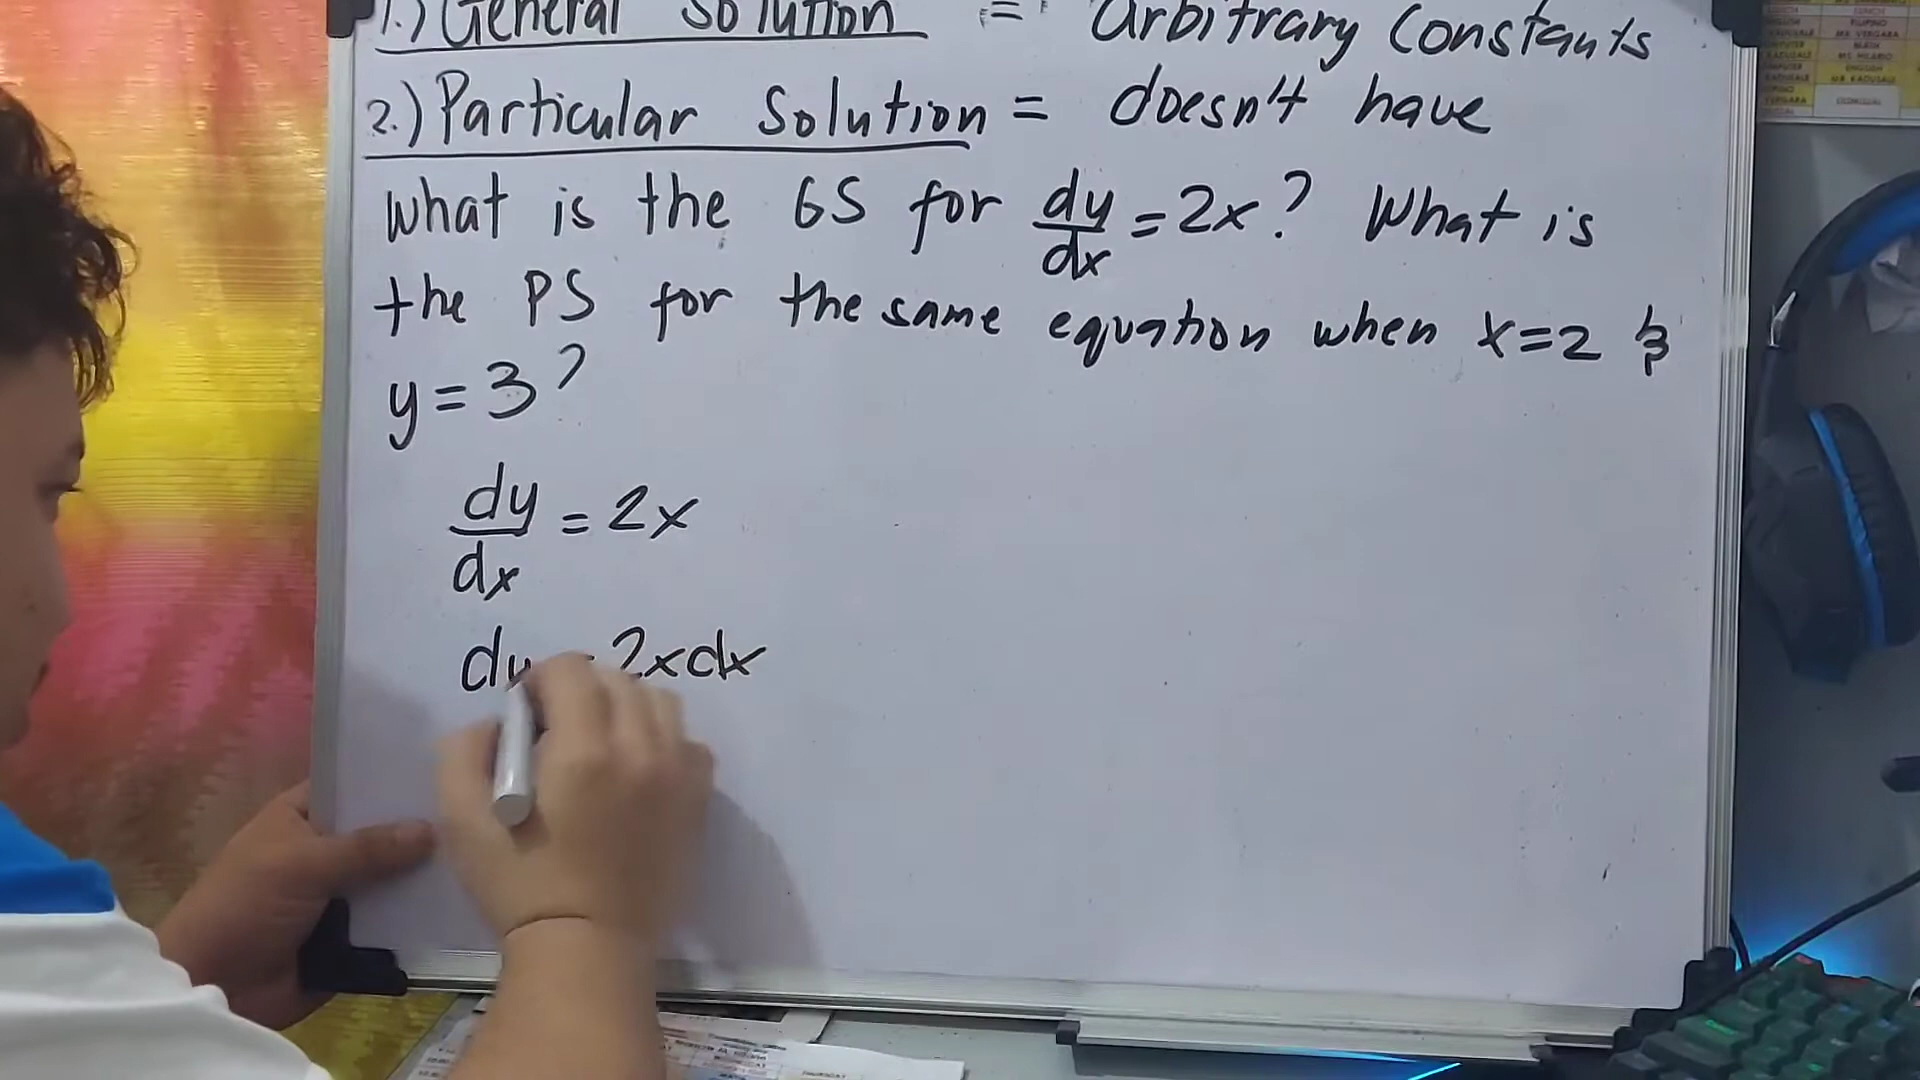 1.) General Solution = arbitrary constants
2.) Particular Solution = doesn't have
What is the GS for dy/dx = 2x? What is
the PS for the same equation when x=2 &
y=3?
dy/dx = 2x
dy = 2xdx